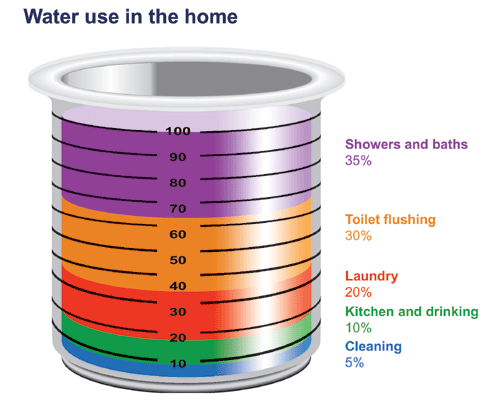 Water use in the home
100
90
80
70
60
50
40
30
20
10
Showers and baths
35%
Toilet flushing
30%
Laundry
20%
Kitchen and drinking
10%
Cleaning
5%